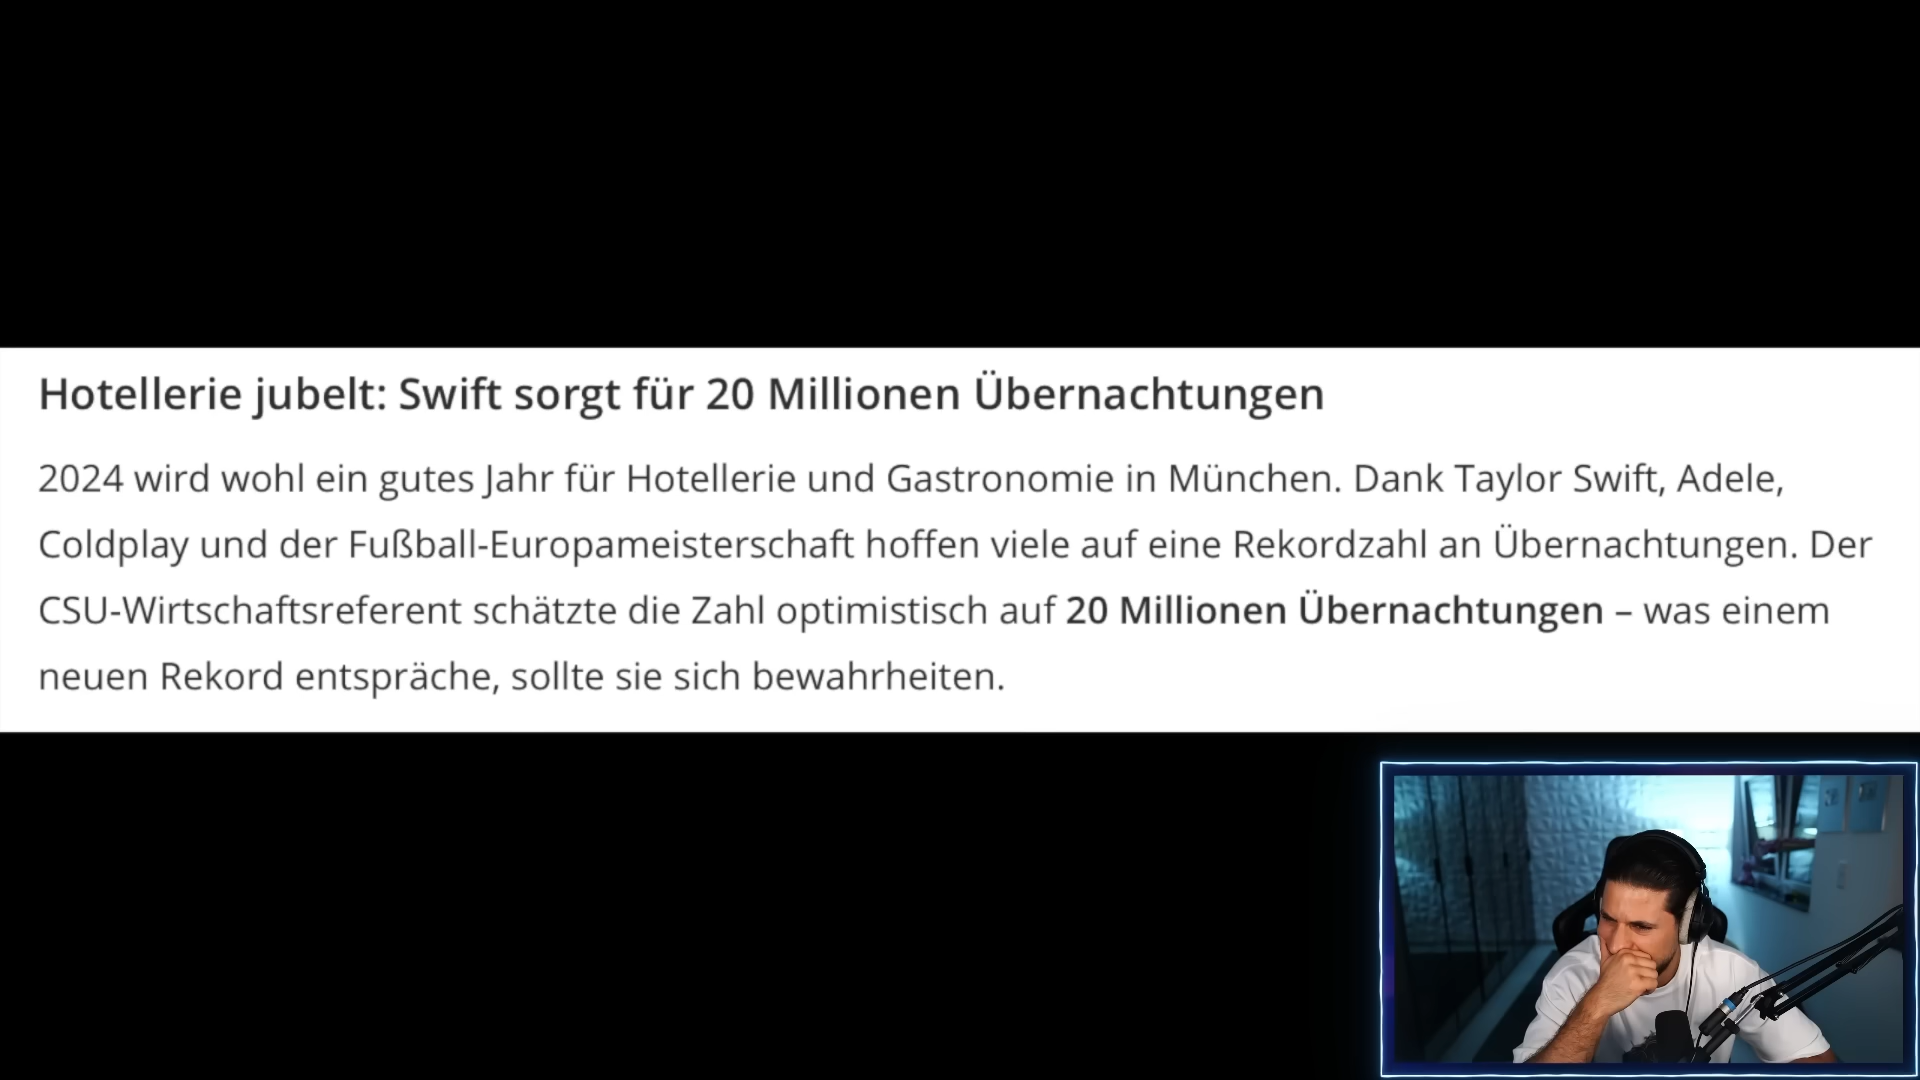 Hotellerie jubelt: Swift sorgt für 20 Millionen Übernachtungen
2024 wird wohl ein gutes Jahr für Hotellerie und Gastronomie in München. Dank Taylor Swift, Adele,
Coldplay und der Fußball-Europameisterschaft hoffen viele auf eine Rekordzahl an Übernachtungen. Der
CSU-Wirtschaftsreferent schätzte die Zahl optimistisch auf 20 Millionen Übernachtungen – was einem
neuen Rekord entspräche, sollte sie sich bewahrheiten.